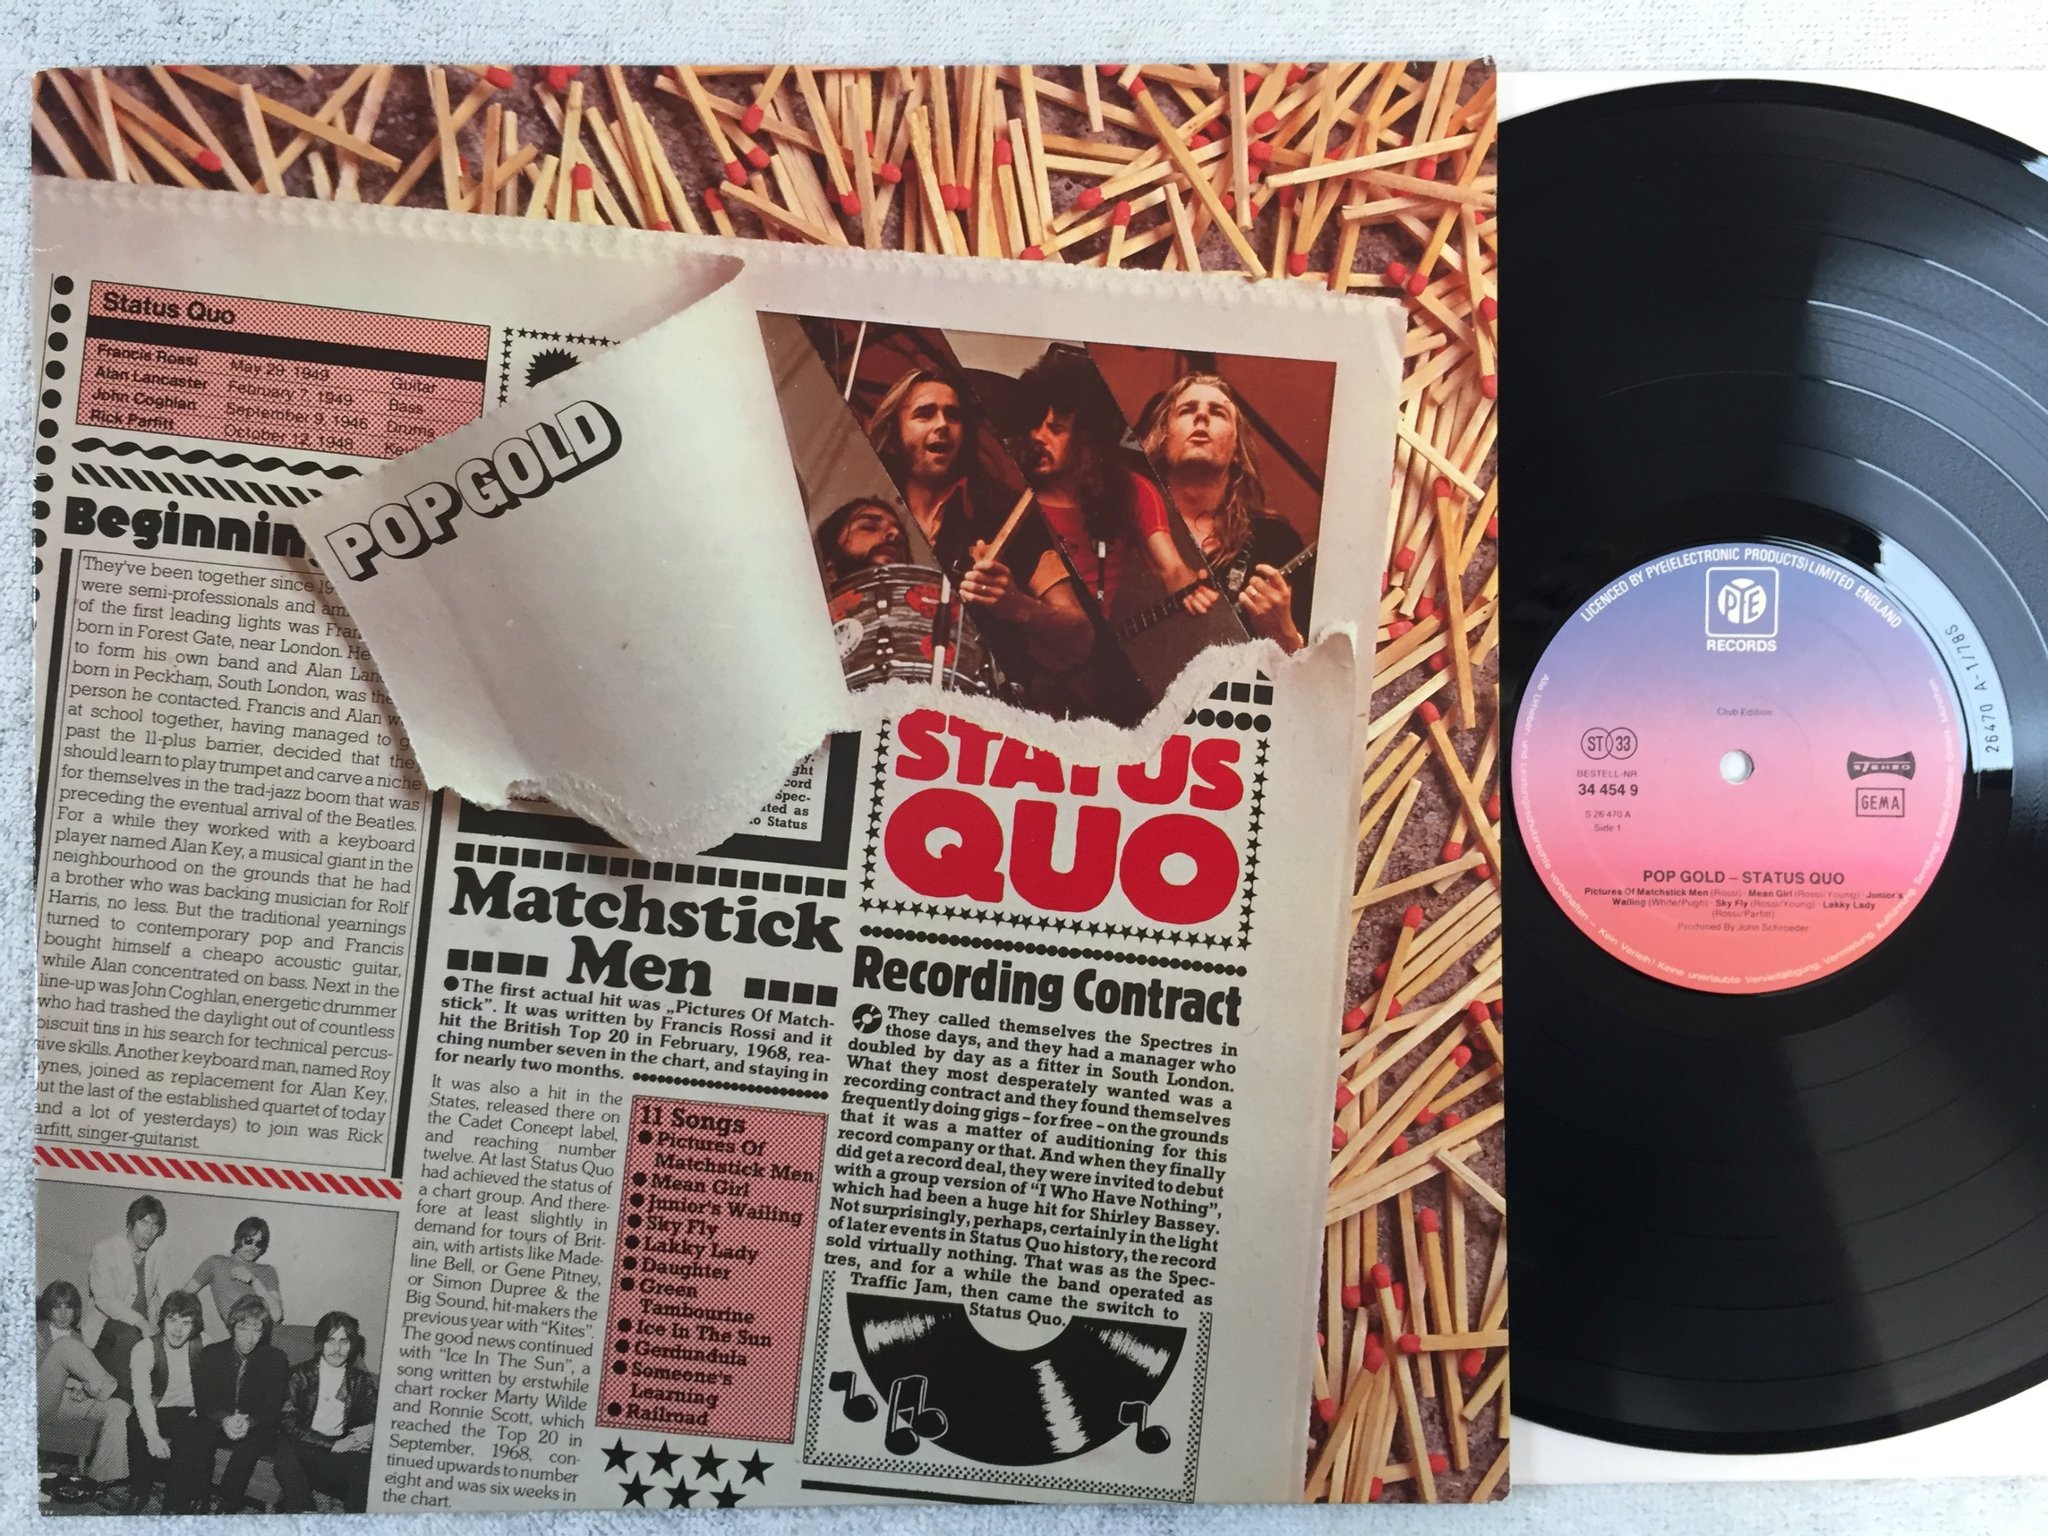 Status Quo
Francis Rossi May 29, 1949 Guitar
Alan Lancaster February 7, 1949 Bass
John Coghlan September 9, 1946 Drums
Rick Parfitt October 12, 1948
POP GOLD
Beginning
They've been together since 19
were semi-professionals and
of the first leading lights was
born in Forest Gate, near London. He
to form his own band and Alan
born in Peckham, South London, was
person he contacted. Francis and Alan
at school together, having managed to
past the 11-plus barrier, decided that they
should learn to play trumpet and carve a niche
for themselves in the trad-jazz boom that was
preceding the eventual arrival of the Beatles.
For a while they worked with a keyboard
player named Alan Key, a musical giant in the
neighbourhood on the grounds that he had
a brother who was backing musician for Rolf
Harris, no less. But the traditional yearnings
turned to contemporary pop and Francis
bought himself a cheapo acoustic guitar,
while Alan concentrated on bass. Next in the
line-up was John Coghlan, energetic drummer
who had trashed the daylight out of countless
biscuit tins in his search for technical percus-
sive skills. Another keyboard man, named Roy
ynes, joined as replacement for Alan Key,
but the last of the established quartet of today
and a lot of yesterdays) to join was Rick
arfitt, singer-guitarist.
ght
cord
Spec-
ated as
to Status
Matchstick
Men
The first actual hit was „Pictures Of Match-
stick”. It was written by Francis Rossi and it
hit the British Top 20 in February, 1968, rea-
ching number seven in the chart, and staying in
for nearly two months.
It was also a hit in the
States, released there on
the Cadet Concept label,
and reaching number
twelve. At last Status Quo
had achieved the status of
a chart group. And there-
fore at least slightly in
demand for tours of Brit-
ain, with artists like Made-
line Bell, or Gene Pitney,
or Simon Dupree & the
Big Sound, hit-makers the
previous year with “Kites”.
The good news continued
with “Ice In The Sun”, a
song written by erstwhile
chart rocker Marty Wilde
and Ronnie Scott, which
reached the Top 20 in
September, 1968, con-
tinued upwards to number
eight and was six weeks in
the chart.
11 Songs
● Pictures Of
Matchstick Men
● Mean Girl
● Junior's Wailing
● Sky Fly
● Lakky Lady
● Daughter
● Green
Tambourine
● Ice In The Sun
● Gerdundula
● Someone's
Learning
● Railroad
STATUS
QUO
Recording Contract
They called themselves the Spectres in
those days, and they had a manager who
doubled by day as a fitter in South London.
What they most desperately wanted was a
recording contract and they found themselves
frequently doing gigs – for free – on the grounds
that it was a matter of auditioning for this
record company or that. And when they finally
did get a record deal, they were invited to debut
with a group version of “I Who Have Nothing”,
which had been a huge hit for Shirley Bassey.
Not surprisingly, perhaps, certainly in the light
of later events in Status Quo history, the record
sold virtually nothing. That was as the Spec-
tres, and for a while the band operated as
Traffic Jam, then came the switch to
Status Quo.
LICENCED BY PYE(ELECTRONIC PRODUCTS)LIMITED ENGLAND
PYE
RECORDS
Club Edition
ST 33
BESTELL-NR
34 454 9
S 26 470 A
Side 1
STEREO
GEMA
POP GOLD – STATUS QUO
Pictures Of Matchstick Men (Rossi) · Mean Girl (Rossi/Young) · Junior's
Wailing (White/Pugh) · Sky Fly (Rossi/Young) · Lakky Lady
(Rossi/Parfitt)
Produced By John Schroeder
26470 A-1/78S
Alle Urheber- und Leistungsschutzrechte vorbehalten – Kein Verleih! Keine unerlaubte Vervielfältigung, Vermietung, Aufführung, Sendung!